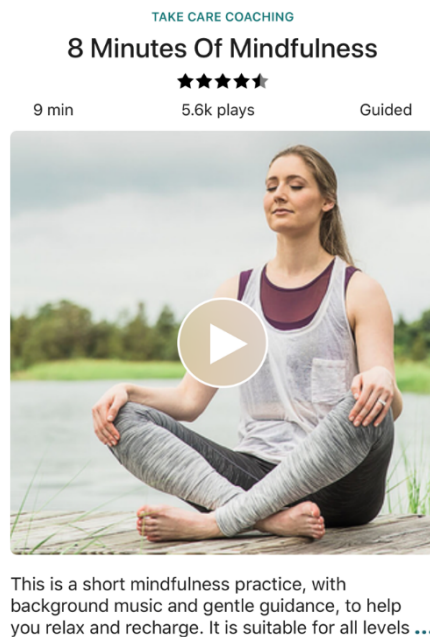 TAKE CARE COACHING
8 Minutes Of Mindfulness
9 min 5.6k plays Guided
This is a short mindfulness practice, with
background music and gentle guidance, to help
you relax and recharge. It is suitable for all levels ...